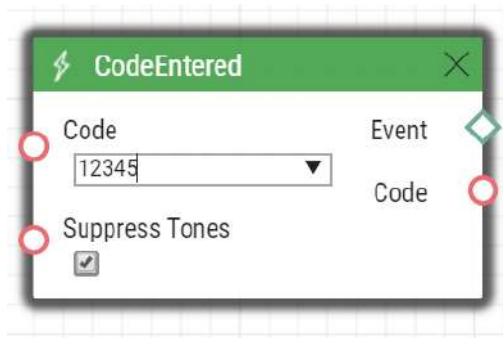 CodeEntered
Code
Event
12345
Code
Suppress Tones